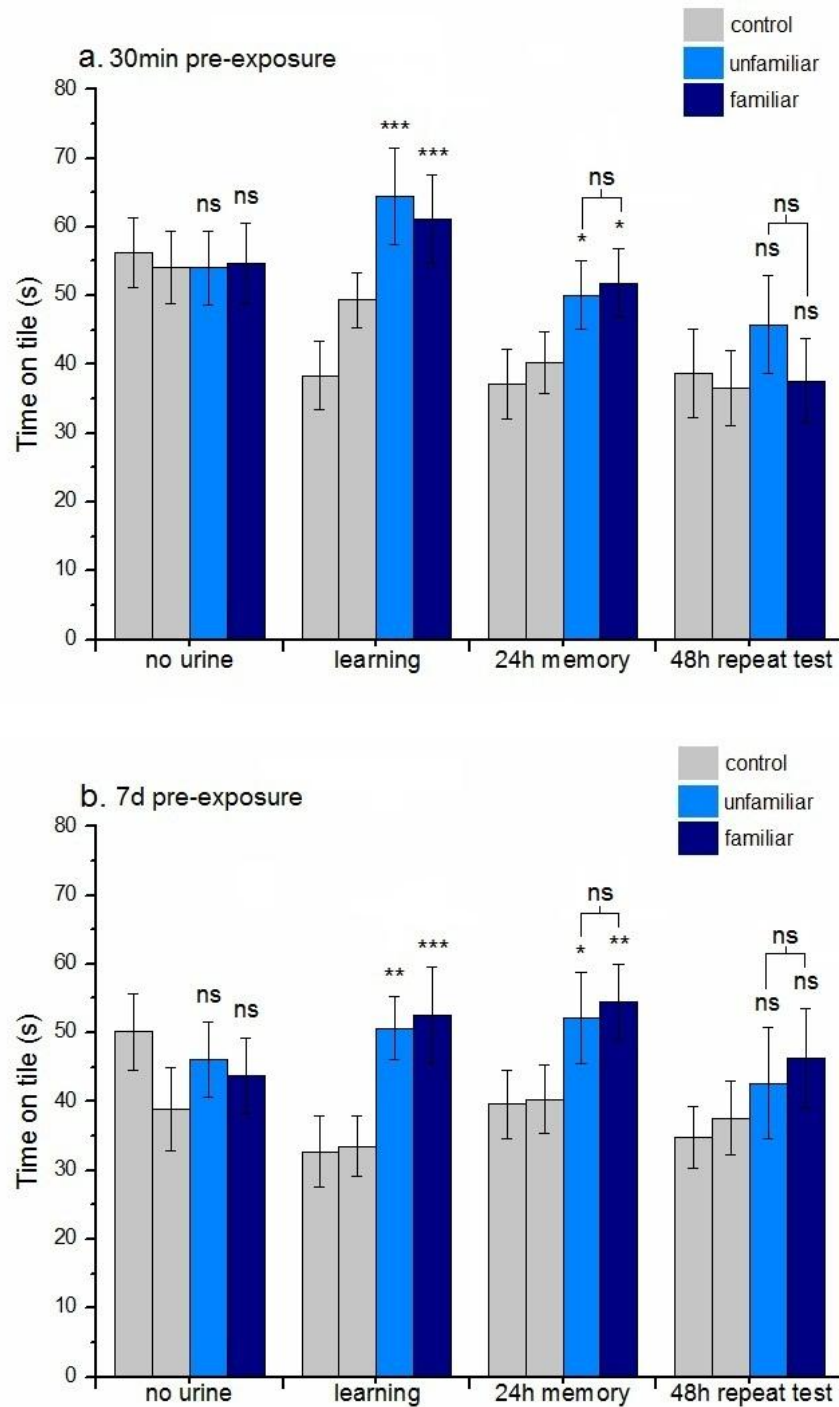 control
unfamiliar
familiar
a. 30min pre-exposure
80
70
60
50
40
30
20
10
0
Time on tile (s)
ns ns
*** ***
ns
* *
ns
ns
ns
no urine learning 24h memory 48h repeat test
control
unfamiliar
familiar
b. 7d pre-exposure
80
70
60
50
40
30
20
10
0
Time on tile (s)
ns ns
** ***
ns
* **
ns
ns ns
no urine learning 24h memory 48h repeat test